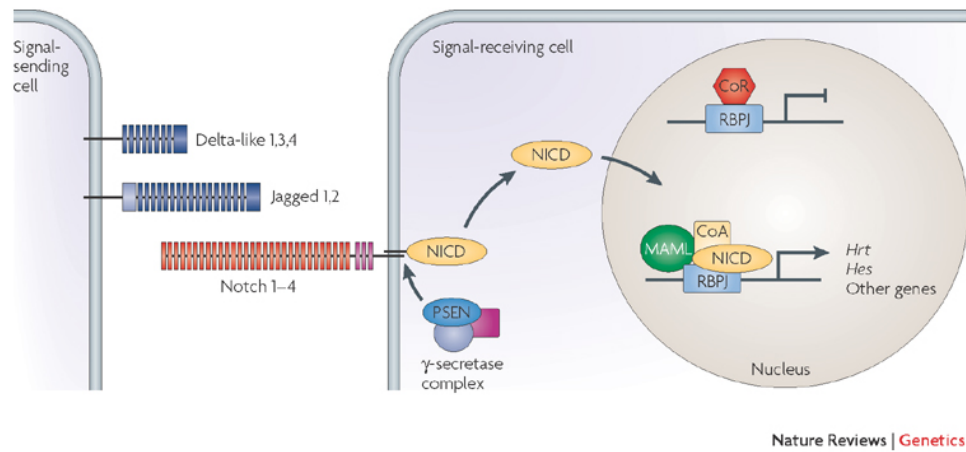 Signal-
sending
cell
Delta-like 1,3,4
Jagged 1,2
Notch 1–4
Signal-receiving cell
NICD
NICD
PSEN
γ-secretase
complex
CoR
RBPJ
MAML
CoA
NICD
RBPJ
Hrt
Hes
Other genes
Nucleus
Nature Reviews | Genetics